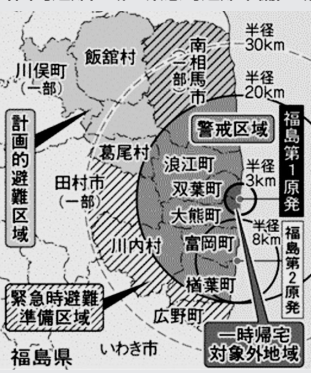 南相馬市
(一部)
半径
30km
飯舘村
川俣町
(一部)
半径
20km
計画的避難区域
警戒区域
葛尾村
浪江町
半径
3km
福島第1原発
田村市
(一部)
双葉町
大熊町
川内村
富岡町
半径
8km
福島第2原発
楢葉町
緊急時避難
準備区域
広野町
一時帰宅
対象外地域
福島県
いわき市